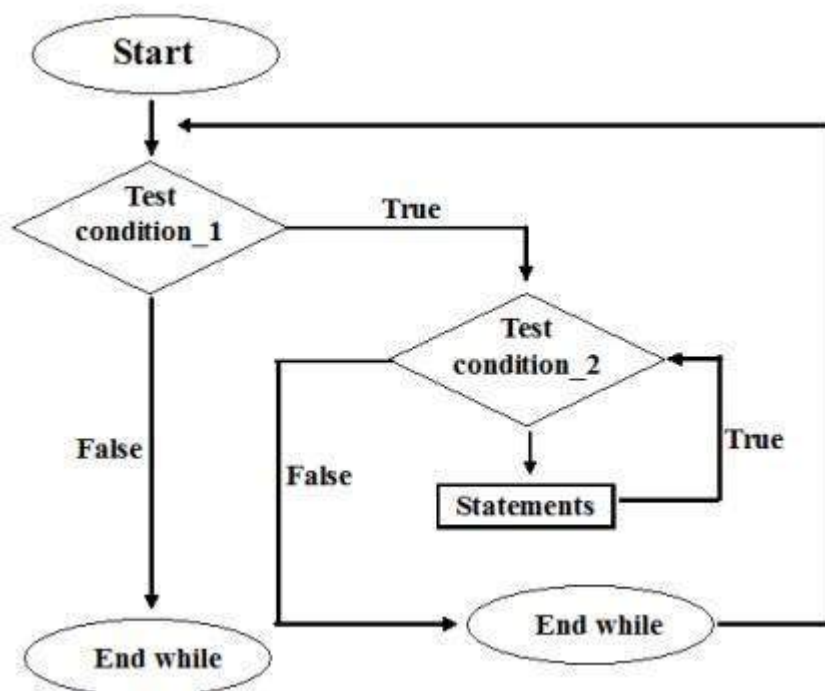 Start
Test
condition_1
True
Test
condition_2
False
False
True
Statements
End while
End while